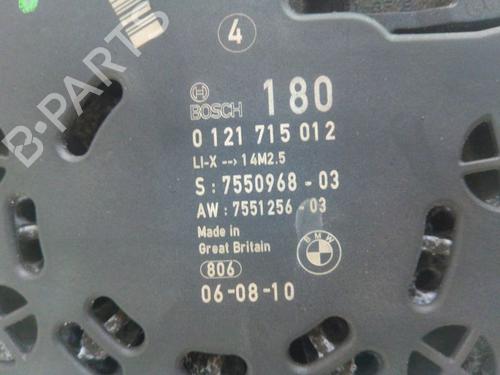 4
BOSCH 180
0 121 715 012
LI-X --> 14M2.5
S : 7550968 - 03
AW : 7551256 - 03
Made in
Great Britain
BMW
806
06-08-10
B-Parts